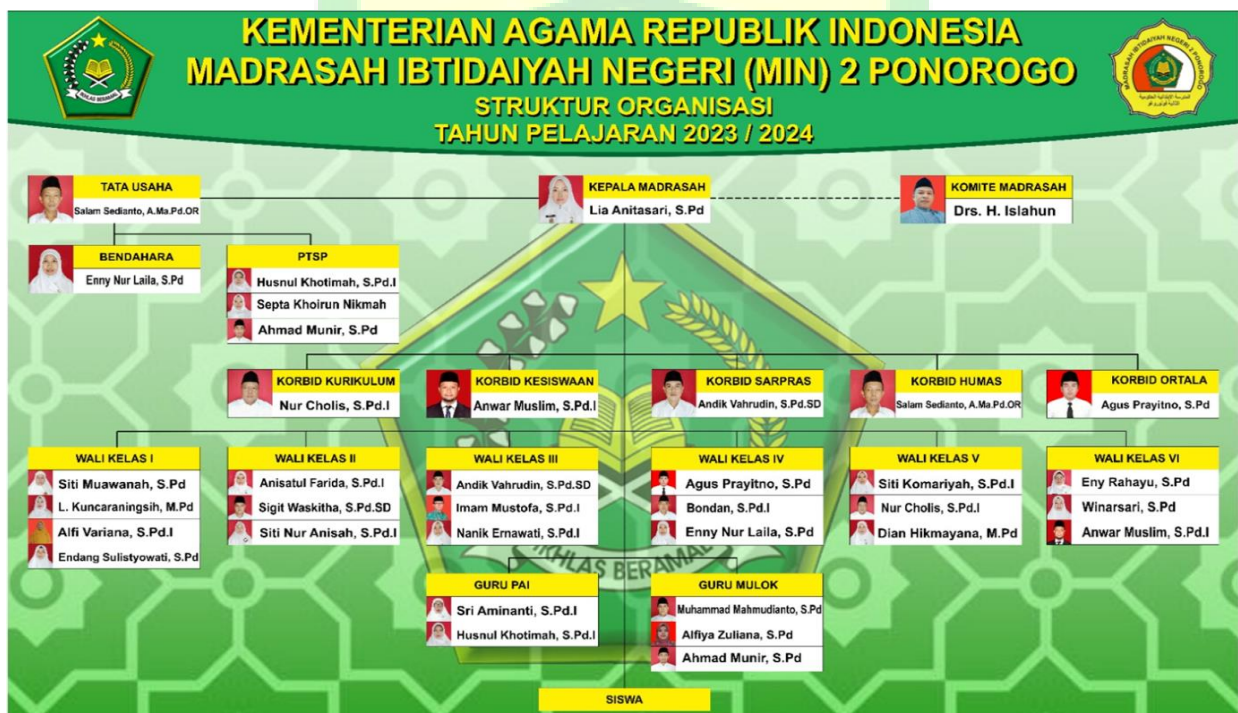 KEMENTERIAN AGAMA REPUBLIK INDONESIA
MADRASAH IBTIDAIYAH NEGERI (MIN) 2 PONOROGO
STRUKTUR ORGANISASI
TAHUN PELAJARAN 2023 / 2024
IKHLAS BERAMAL
MADRASAH IBTIDAIYAH NEGERI 2 PONOROGO
TATA USAHA
Salam Sedianto, A.Ma.Pd.OR
KEPALA MADRASAH
Lia Anitasari, S.Pd
KOMITE MADRASAH
Drs. H. Islahun
BENDAHARA
Enny Nur Laila, S.Pd
PTSP
Husnul Khotimah, S.Pd.I
Septa Khoirun Nikmah
Ahmad Munir, S.Pd
KORBID KURIKULUM
Nur Cholis, S.Pd.I
KORBID KESISWAAN
Anwar Muslim, S.Pd.I
KORBID SARPRAS
Andik Vahrudin, S.Pd.SD
KORBID HUMAS
Salam Sedianto, A.Ma.Pd.OR
KORBID ORTALA
Agus Prayitno, S.Pd
WALI KELAS I
Siti Muawanah, S.Pd
L. Kuncaraningsih, M.Pd
Alfi Variana, S.Pd.I
Endang Sulistyowati, S.Pd
WALI KELAS II
Anisatul Farida, S.Pd.I
Sigit Waskitha, S.Pd.SD
Siti Nur Anisah, S.Pd.I
WALI KELAS III
Andik Vahrudin, S.Pd.SD
Imam Mustofa, S.Pd.I
Nanik Ernawati, S.Pd.I
WALI KELAS IV
Agus Prayitno, S.Pd
Bondan, S.Pd.I
Enny Nur Laila, S.Pd
WALI KELAS V
Siti Komariyah, S.Pd.I
Nur Cholis, S.Pd.I
Dian Hikmayana, M.Pd
WALI KELAS VI
Eny Rahayu, S.Pd
Winarsari, S.Pd
Anwar Muslim, S.Pd.I
IKHLAS BERAMAL
GURU PAI
Sri Aminanti, S.Pd.I
Husnul Khotimah, S.Pd.I
GURU MULOK
Muhammad Mahmudianto, S.Pd
Alfiya Zuliana, S.Pd
Ahmad Munir, S.Pd
SISWA